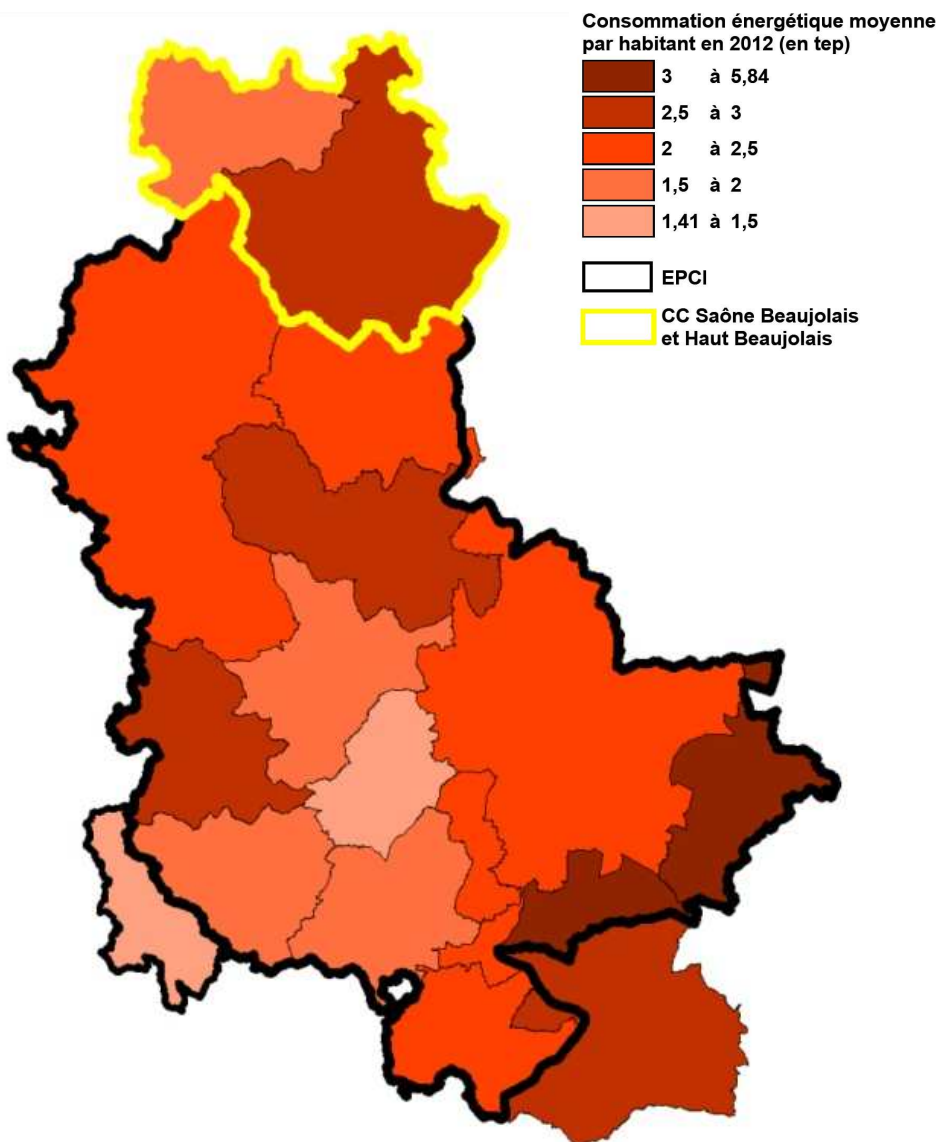 Consommation énergétique moyenne
par habitant en 2012 (en tep)
3 à 5,84
2,5 à 3
2 à 2,5
1,5 à 2
1,41 à 1,5
EPCI
CC Saône Beaujolais
et Haut Beaujolais